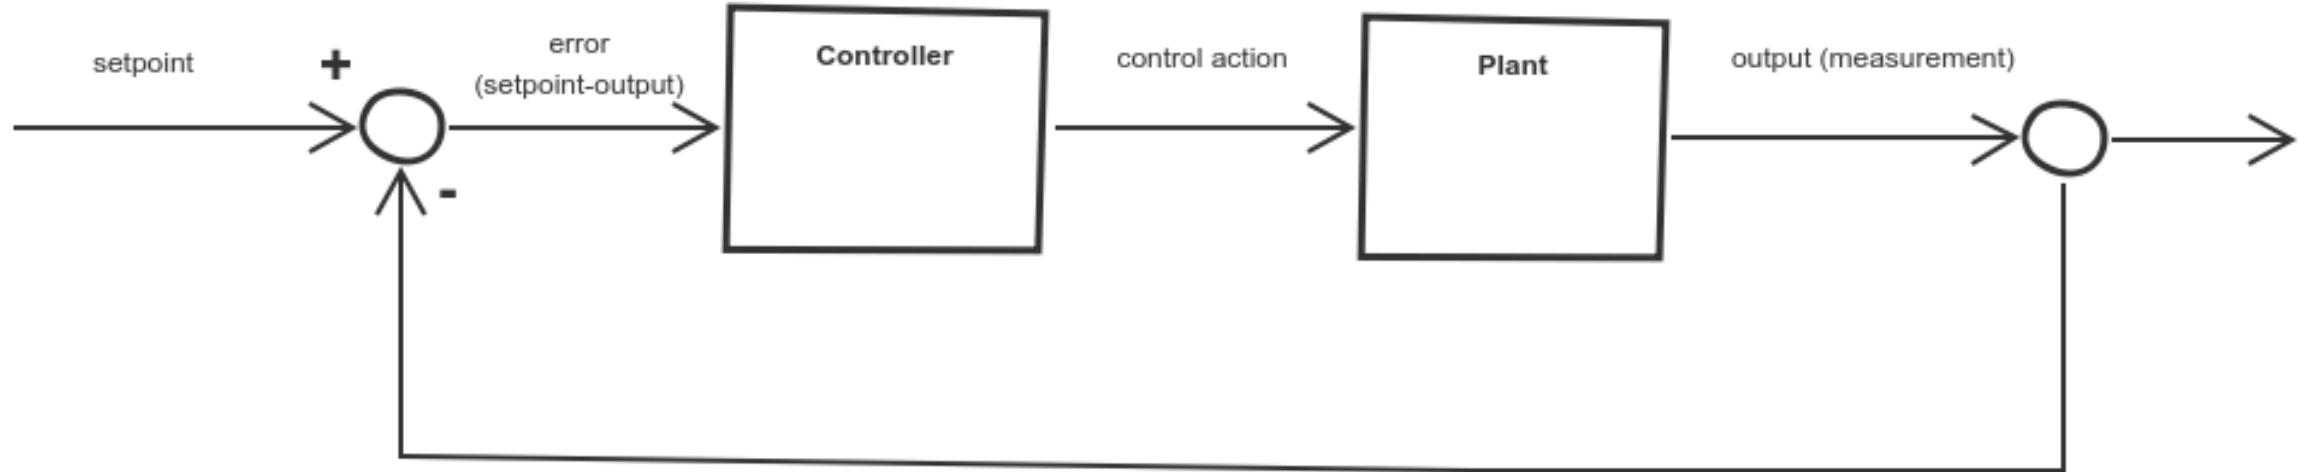 setpoint
+
error
(setpoint-output)
Controller
control action
Plant
output (measurement)
-